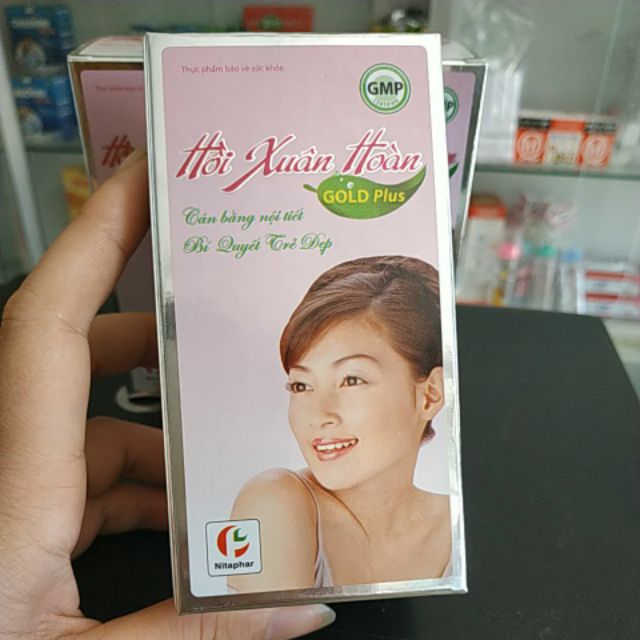 Thực phẩm bảo vệ sức khỏe
GMP
Hồi Xuân Hoàn
GOLD Plus
Cân bằng nội tiết
Bí Quyết Trẻ Đẹp
Nitaphar